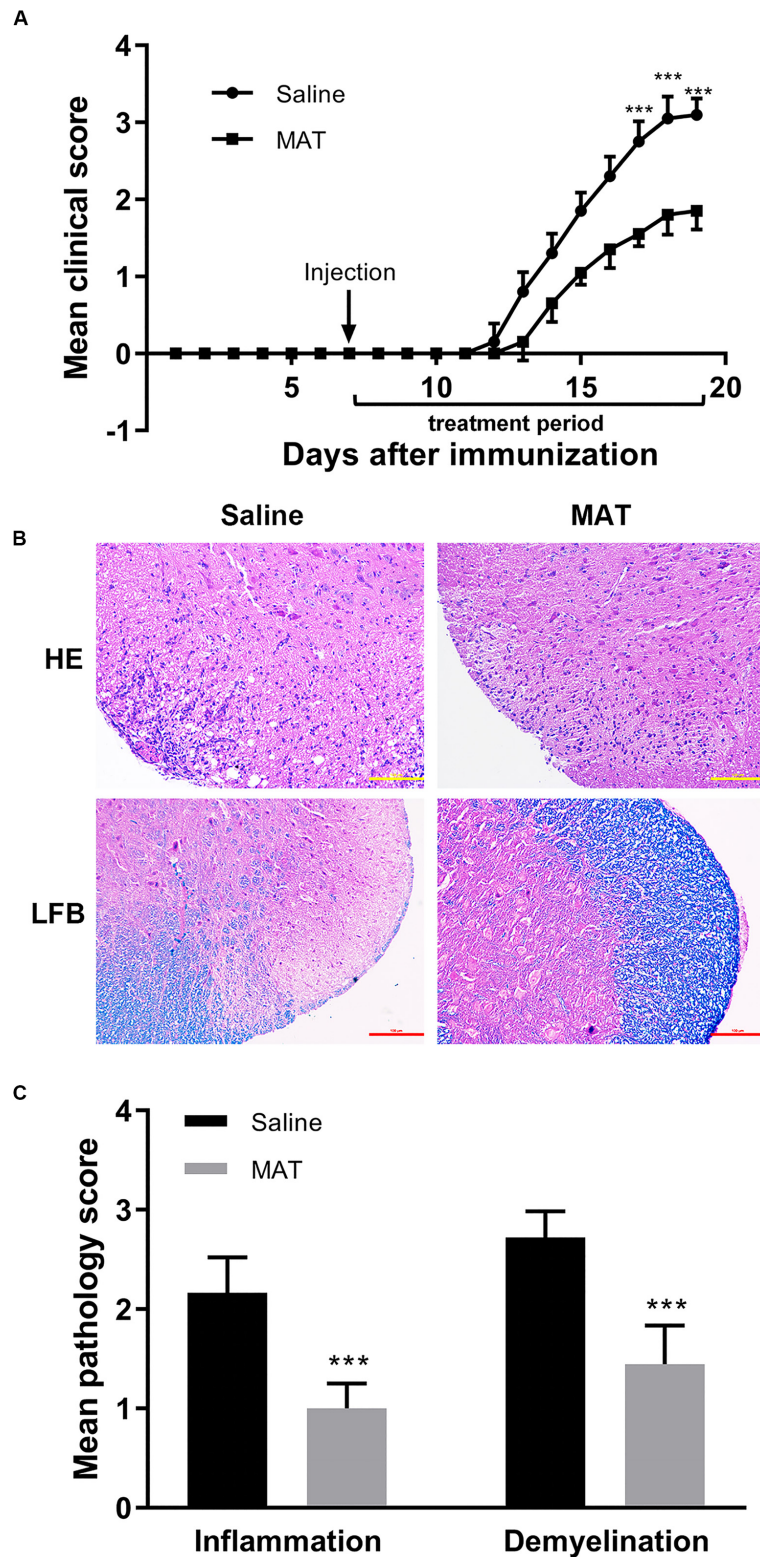 A
4
3
2
1
0
-1
Mean clinical score
Saline
MAT
Injection
***
***
***
5
10
15
20
treatment period
Days after immunization
B
Saline
MAT
HE
LFB
C
4
3
2
1
0
Mean pathology score
Saline
MAT
***
***
Inflammation
Demyelination